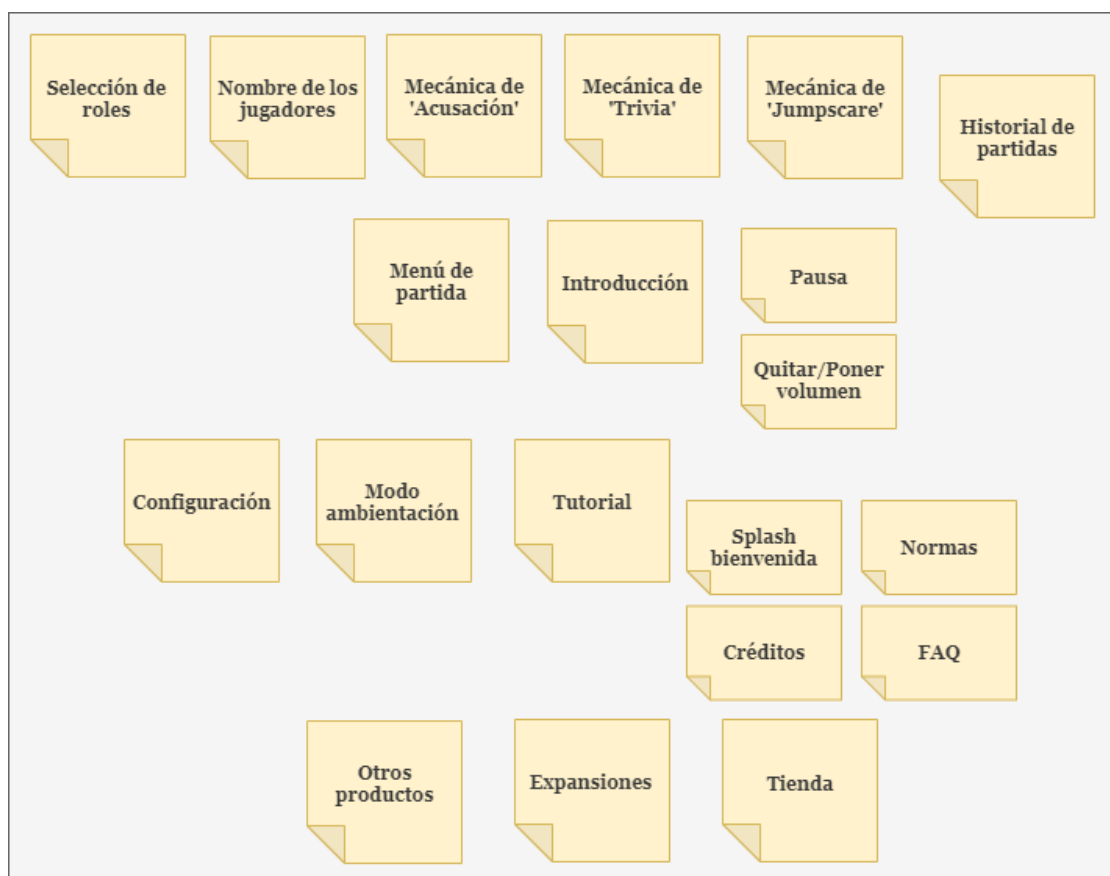 Selección de
roles
Nombre de los
jugadores
Mecánica de
'Acusación'
Mecánica de
'Trivia'
Mecánica de
'Jumpscare'
Historial de
partidas
Menú de
partida
Introducción
Pausa
Quitar/Poner
volumen
Configuración
Modo
ambientación
Tutorial
Splash
bienvenida
Normas
Créditos
FAQ
Otros
productos
Expansiones
Tienda